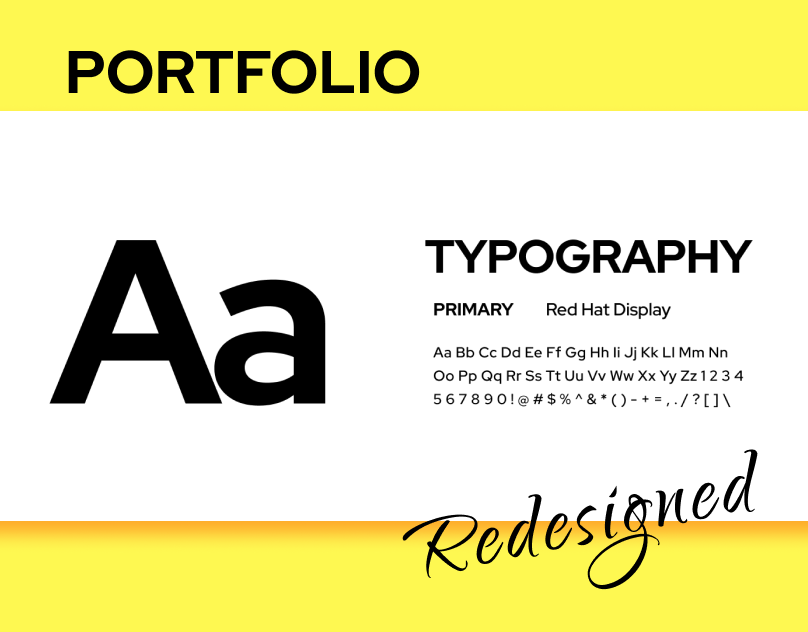 PORTFOLIO
Aa
TYPOGRAPHY
PRIMARY Red Hat Display
Aa Bb Cc Dd Ee Ff Gg Hh Ii Jj Kk Ll Mm Nn
Oo Pp Qq Rr Ss Tt Uu Vv Ww Xx Yy Zz 1 2 3 4
5 6 7 8 9 0 ! @ # $ % ^ & * ( ) - + = , . / ? [ ] \
Redesigned